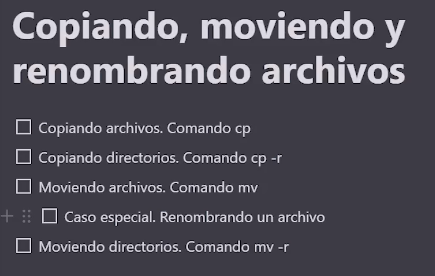 Copiando, moviendo y
renombrando archivos
Copiando archivos. Comando cp
Copiando directorios. Comando cp -r
Moviendo archivos. Comando mv
Caso especial. Renombrando un archivo
Moviendo directorios. Comando mv -r